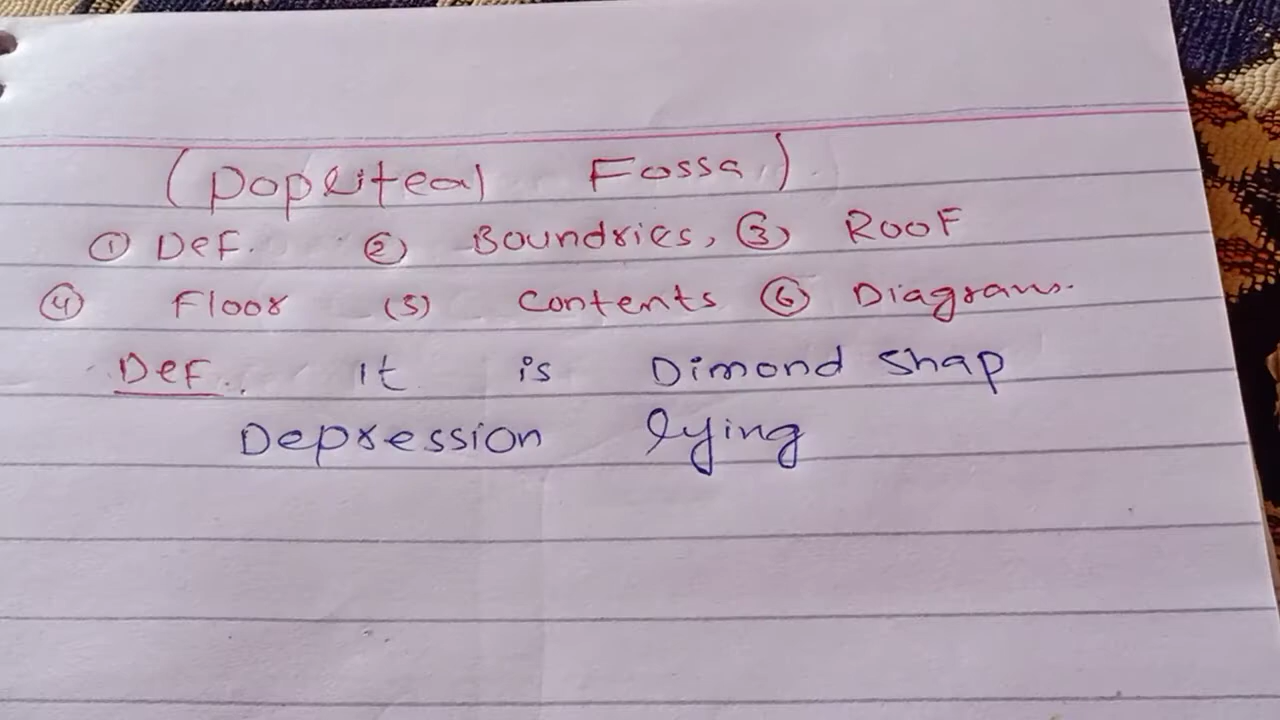 (Popliteal Fossa).
① Def. ② Boundries, ③ Roof
④ Floor (5) Contents ⑥ Diagram.
Def.. It is Dimond shap
Depression lying